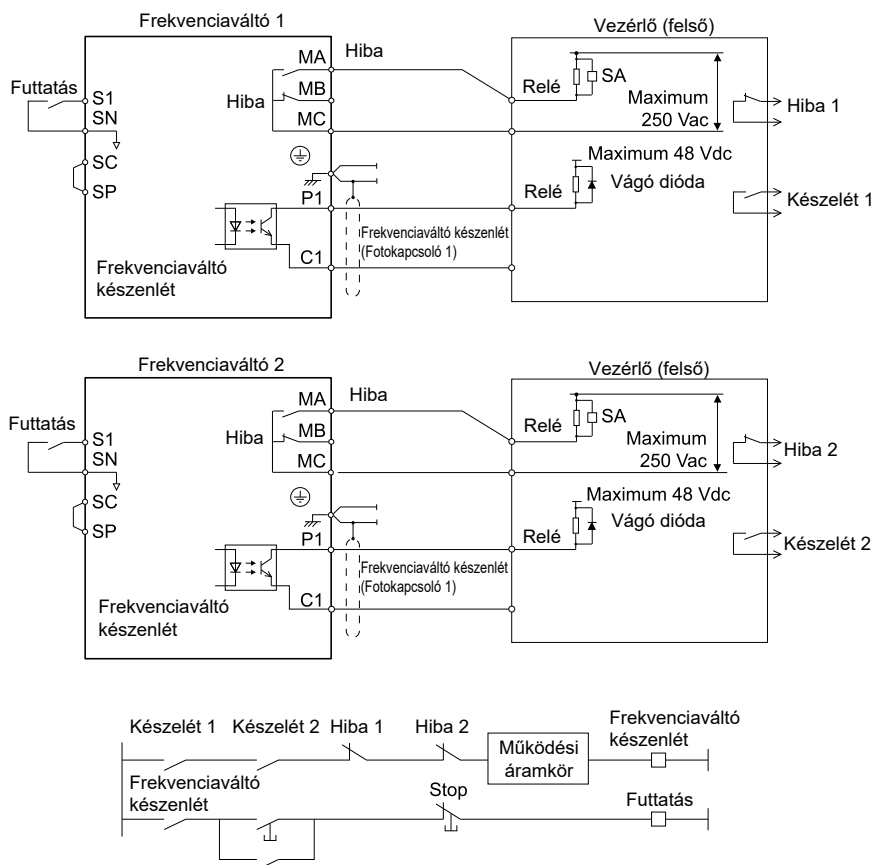 Frekvenciaváltó 1
Vezérlő (felső)
MA
Hiba
Futtatás
S1
SN
SC
SP
Hiba
MB
MC
Relé
SA
Maximum
250 Vac
Hiba 1
Maximum 48 Vdc
Vágó dióda
Relé
Készelét 1
P1
Frekvenciaváltó készenlét
(Fotokapcsoló 1)
C1
Frekvenciaváltó
készenlét
Frekvenciaváltó 2
Vezérlő (felső)
MA
Hiba
Futtatás
S1
SN
SC
SP
Hiba
MB
MC
Relé
SA
Maximum
250 Vac
Hiba 2
Maximum 48 Vdc
Vágó dióda
Relé
Készelét 2
P1
Frekvenciaváltó készenlét
(Fotokapcsoló 1)
C1
Frekvenciaváltó
készenlét
Készelét 1
Készelét 2
Hiba 1
Hiba 2
Működési
áramkör
Frekvenciaváltó
készenlét
Frekvenciaváltó
készenlét
Stop
Futtatás